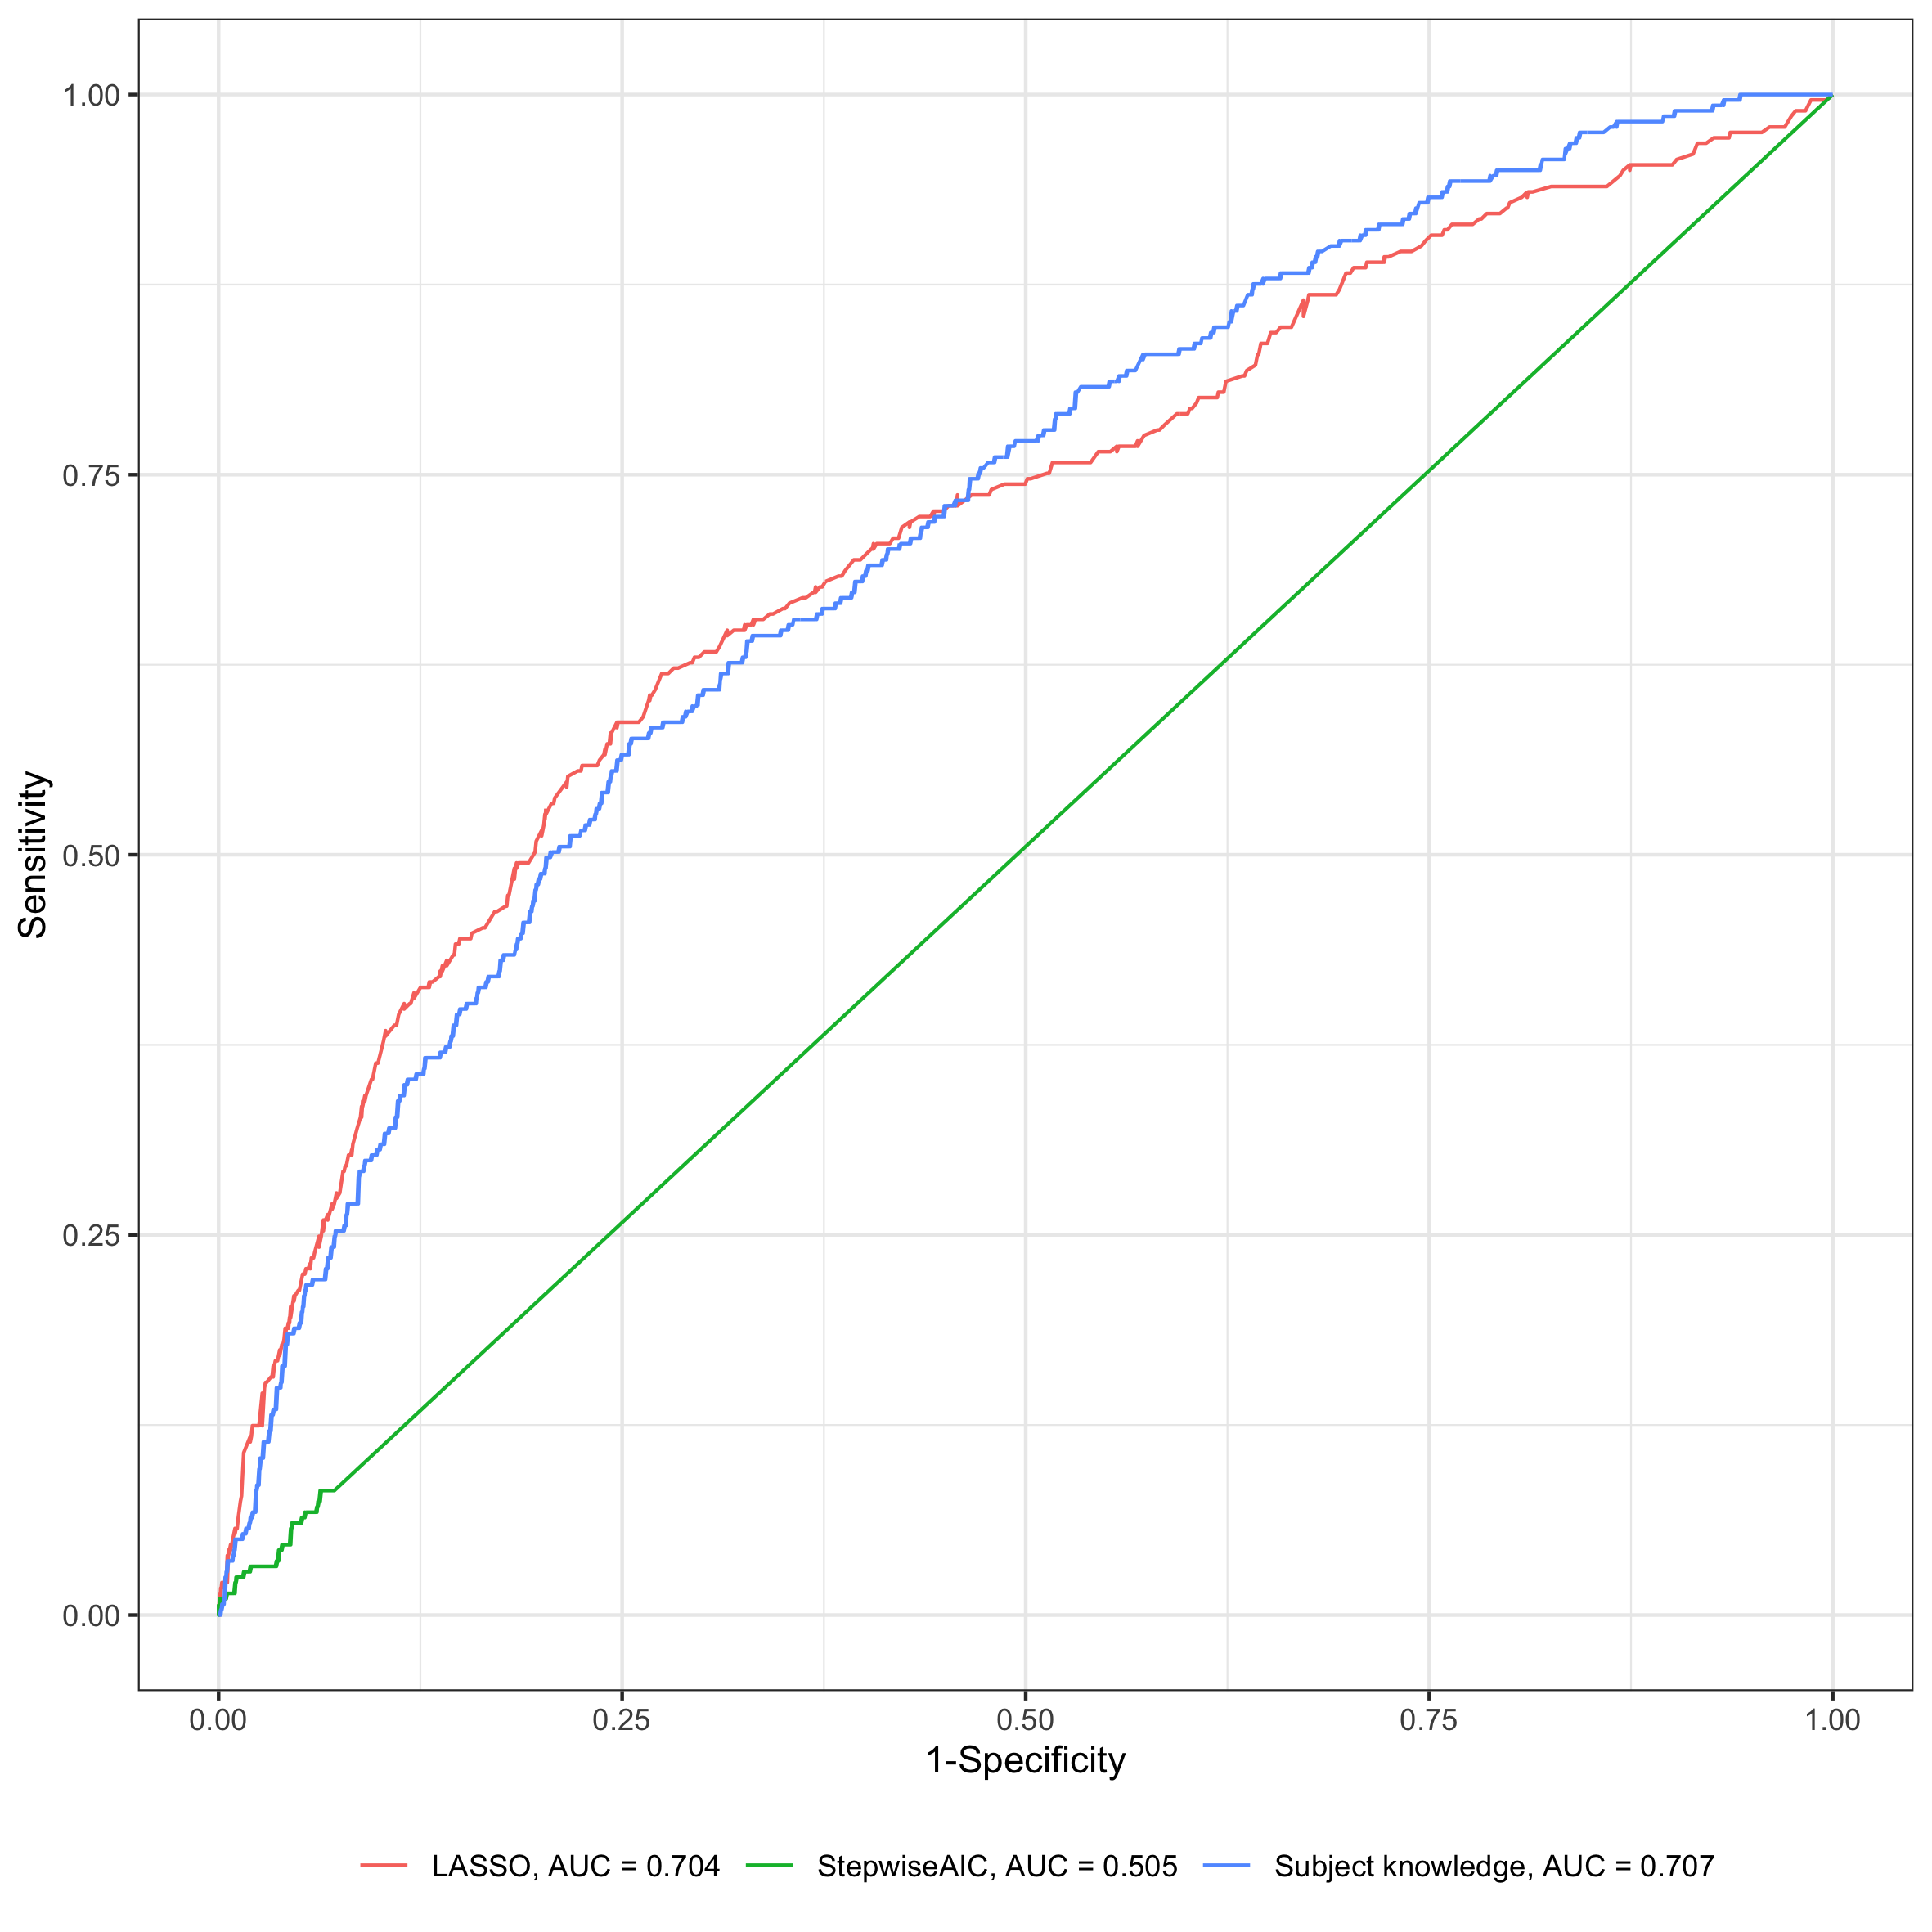 1.00
0.75
0.50
0.25
0.00
Sensitivity
0.00 0.25 0.50 0.75 1.00
1-Specificity
LASSO, AUC = 0.704 StepwiseAIC, AUC = 0.505 Subject knowledge, AUC = 0.707